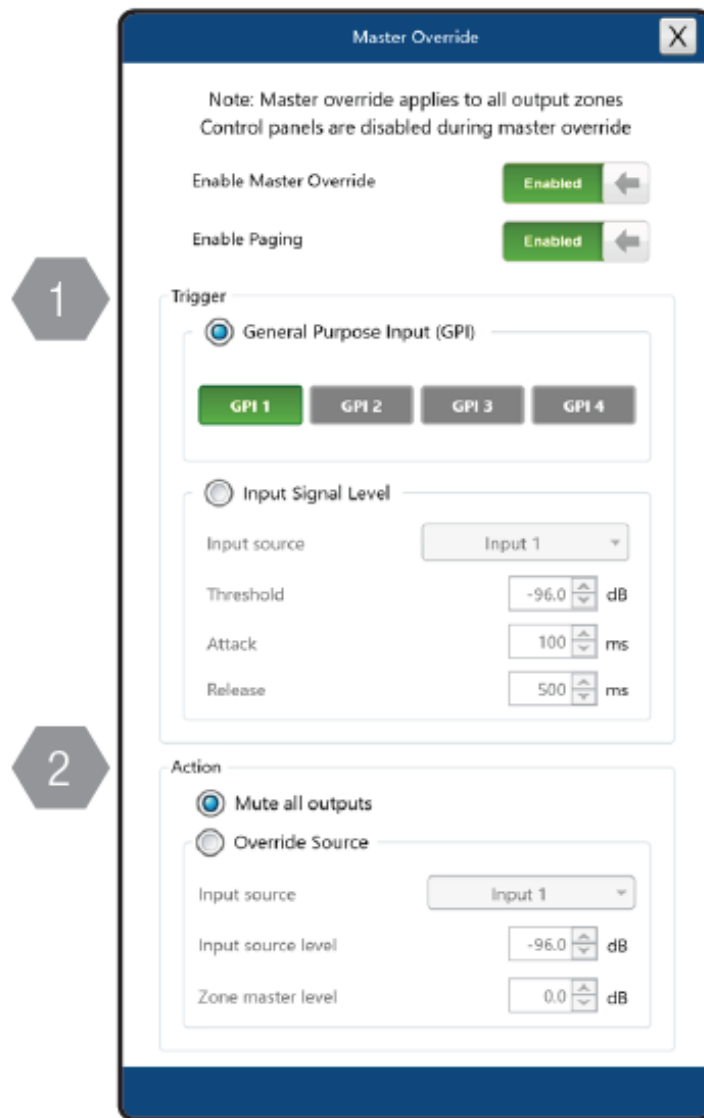 Master Override
X
Note: Master override applies to all output zones
Control panels are disabled during master override
Enable Master Override Enabled
Enable Paging Enabled
1
Trigger
General Purpose Input (GPI)
GPI 1 GPI 2 GPI 3 GPI 4
Input Signal Level
Input source Input 1
Threshold -96.0 dB
Attack 100 ms
Release 500 ms
2
Action
Mute all outputs
Override Source
Input source Input 1
Input source level -96.0 dB
Zone master level 0.0 dB